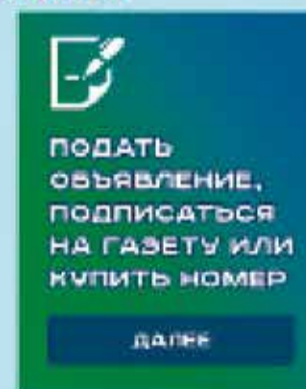 ПОДАТЬ
ОБЪЯВЛЕНИЕ,
ПОДПИСАТЬСЯ
НА ГАЗЕТУ ИЛИ
КУПИТЬ НОМЕР
ДАЛЕЕ